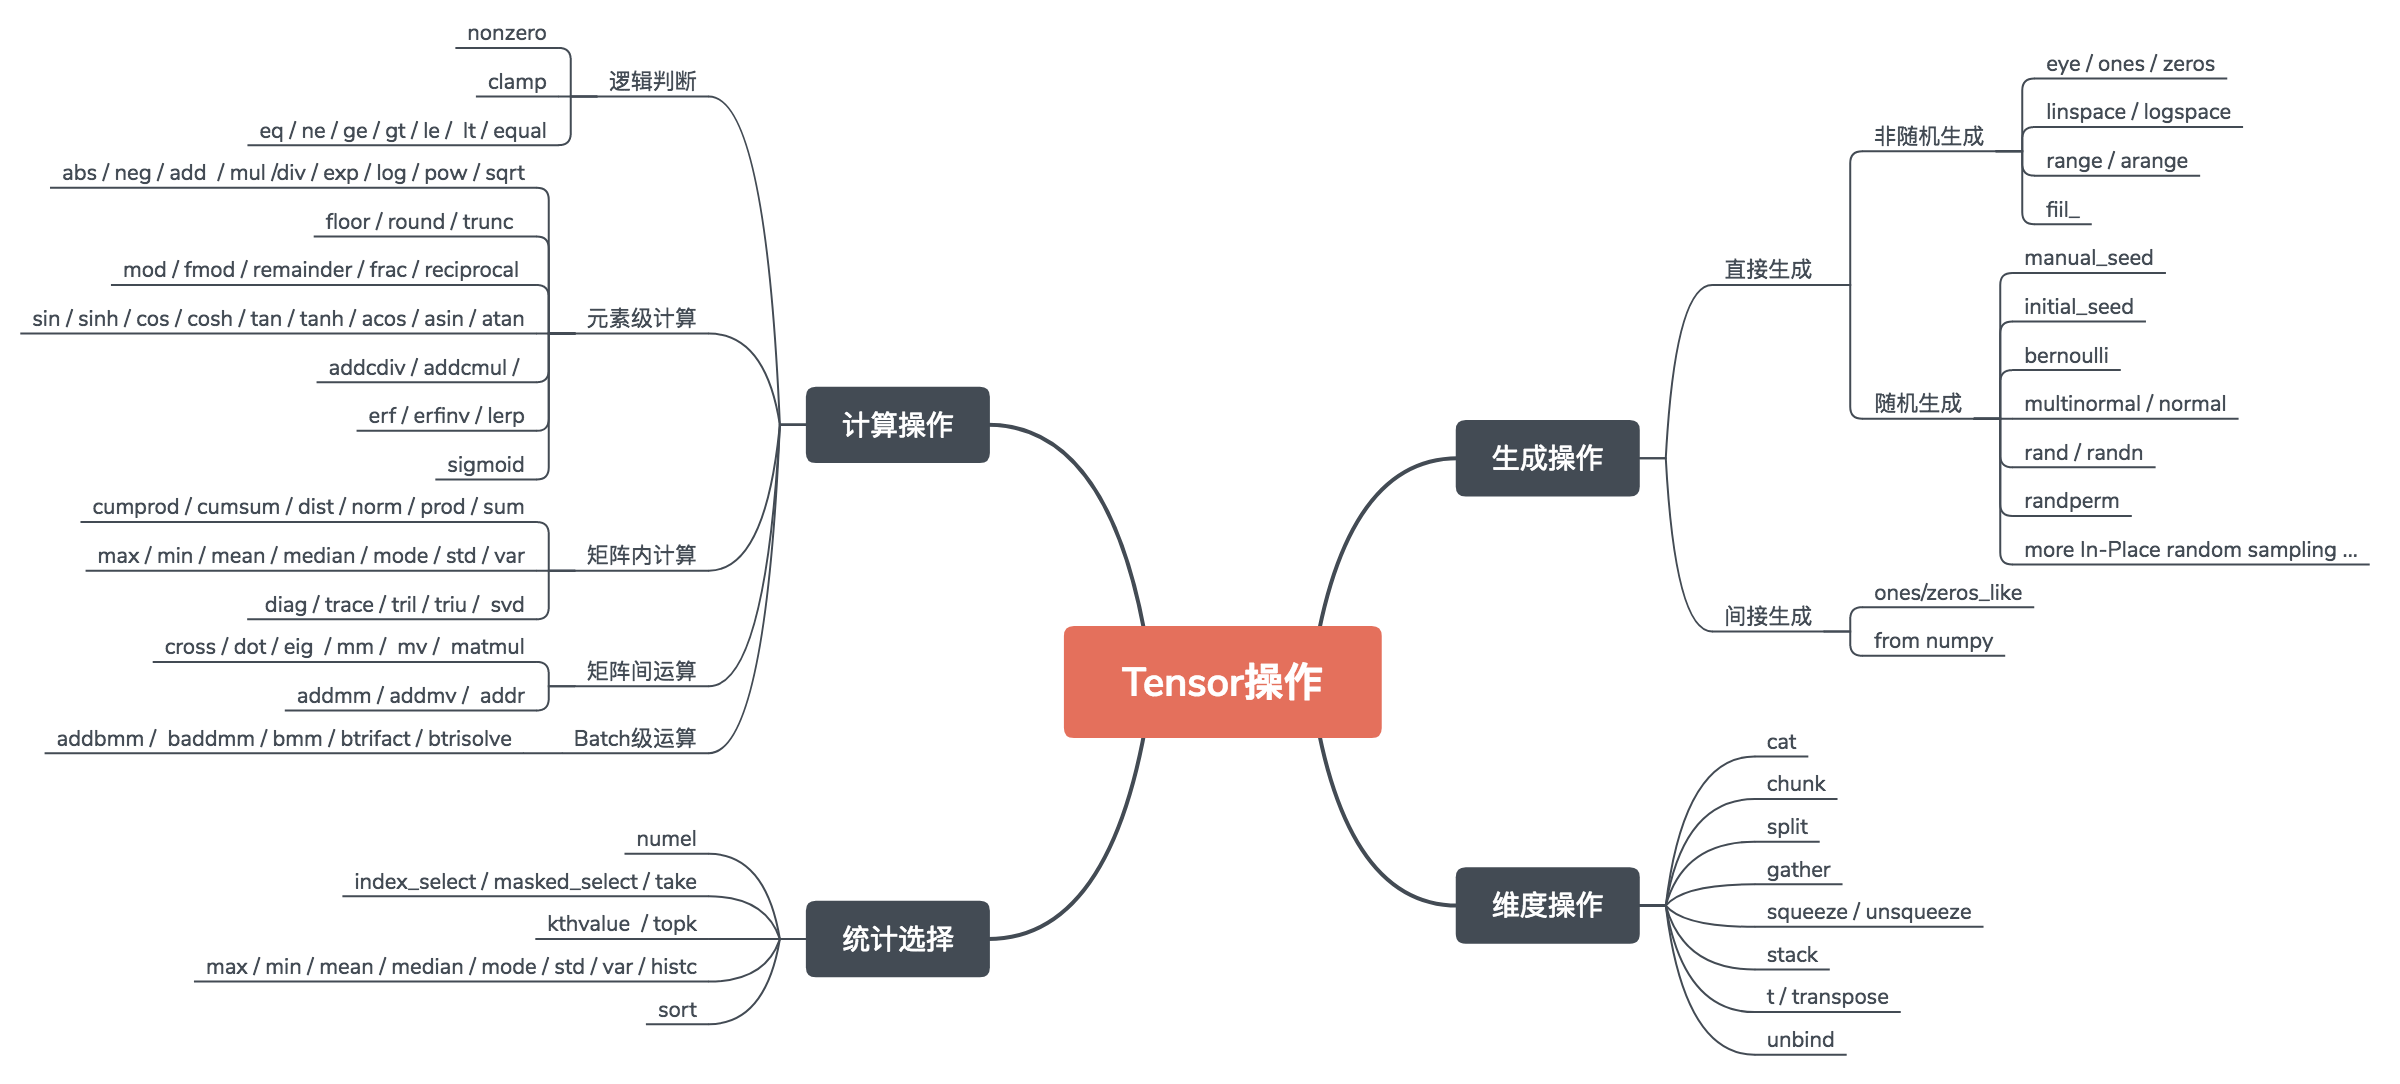 Tensor操作
计算操作
逻辑判断
nonzero
clamp
eq / ne / ge / gt / le /  lt / equal
元素级计算
abs / neg / add  / mul /div / exp / log / pow / sqrt
floor / round / trunc
mod / fmod / remainder / frac / reciprocal
sin / sinh / cos / cosh / tan / tanh / acos / asin / atan
addcdiv / addcmul /
erf / erfinv / lerp
sigmoid
矩阵内计算
cumprod / cumsum / dist / norm / prod / sum
max / min / mean / median / mode / std / var
diag / trace / tril / triu /  svd
矩阵间运算
cross / dot / eig  / mm /  mv /  matmul
addmm / addmv /  addr
Batch级运算
addbmm /  baddmm / bmm / btrifact / btrisolve
统计选择
numel
index_select / masked_select / take
kthvalue  / topk
max / min / mean / median / mode / std / var / histc
sort
生成操作
直接生成
非随机生成
eye / ones / zeros
linspace / logspace
range / arange
fiil_
随机生成
manual_seed
initial_seed
bernoulli
multinormal / normal
rand / randn
randperm
more In-Place random sampling ...
间接生成
ones/zeros_like
from numpy
维度操作
cat
chunk
split
gather
squeeze / unsqueeze
stack
t / transpose
unbind